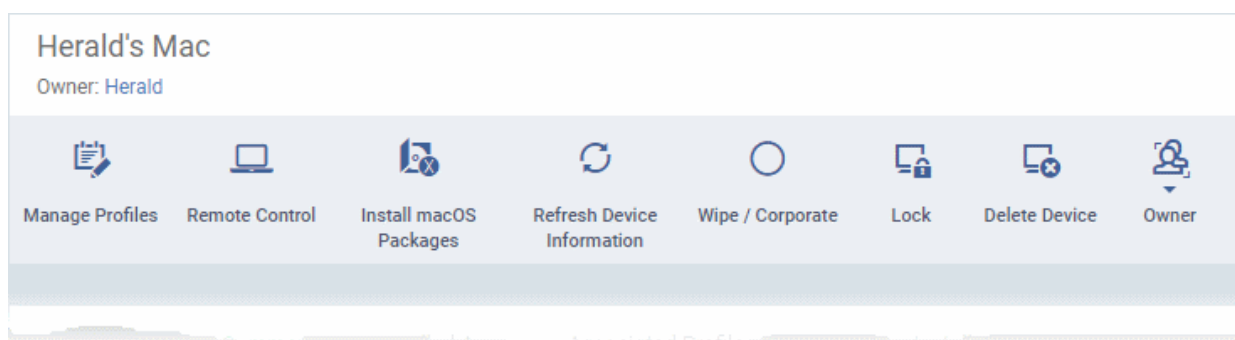 Herald's Mac
Owner: Herald
Manage Profiles Remote Control Install macOS Packages Refresh Device Information Wipe / Corporate Lock Delete Device Owner